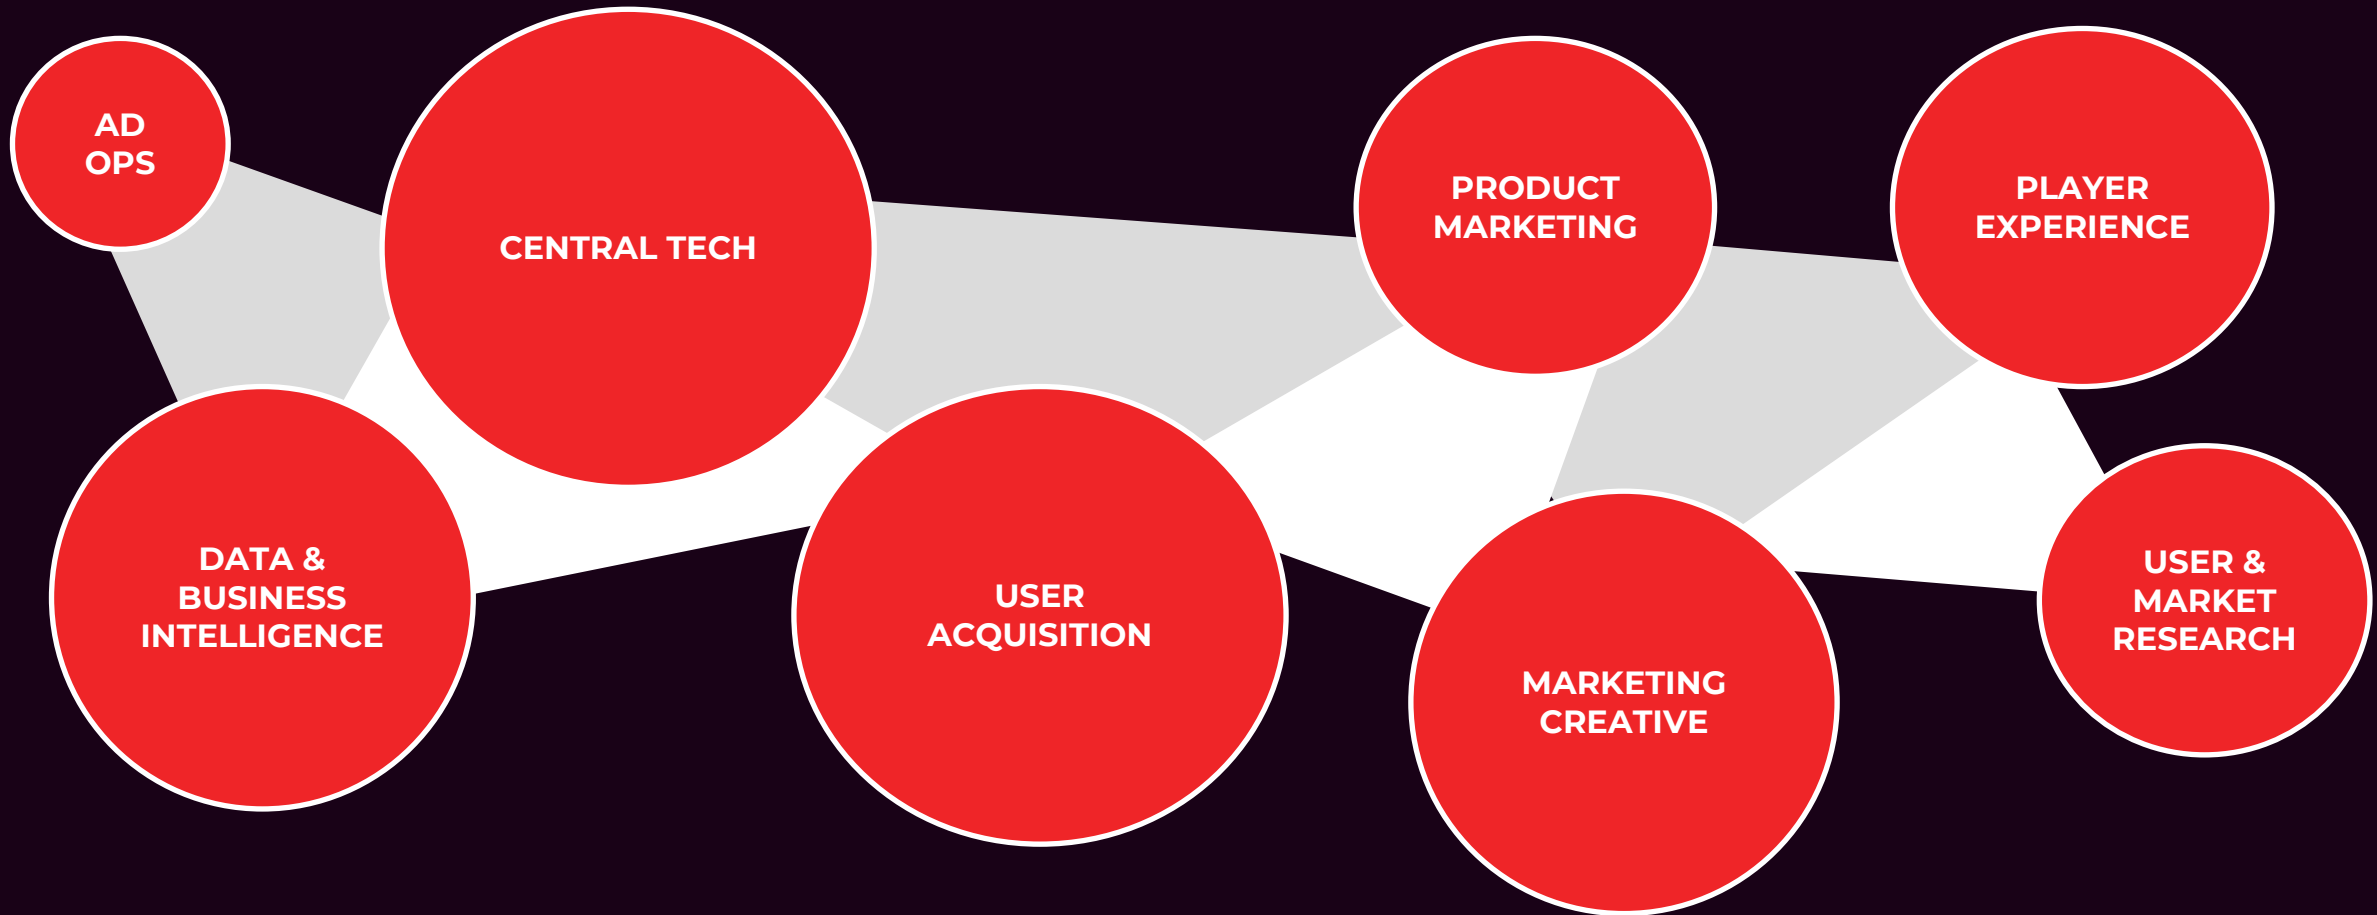 AD
OPS
CENTRAL TECH
PRODUCT
MARKETING
PLAYER
EXPERIENCE
DATA &
BUSINESS
INTELLIGENCE
USER
ACQUISITION
MARKETING
CREATIVE
USER &
MARKET
RESEARCH